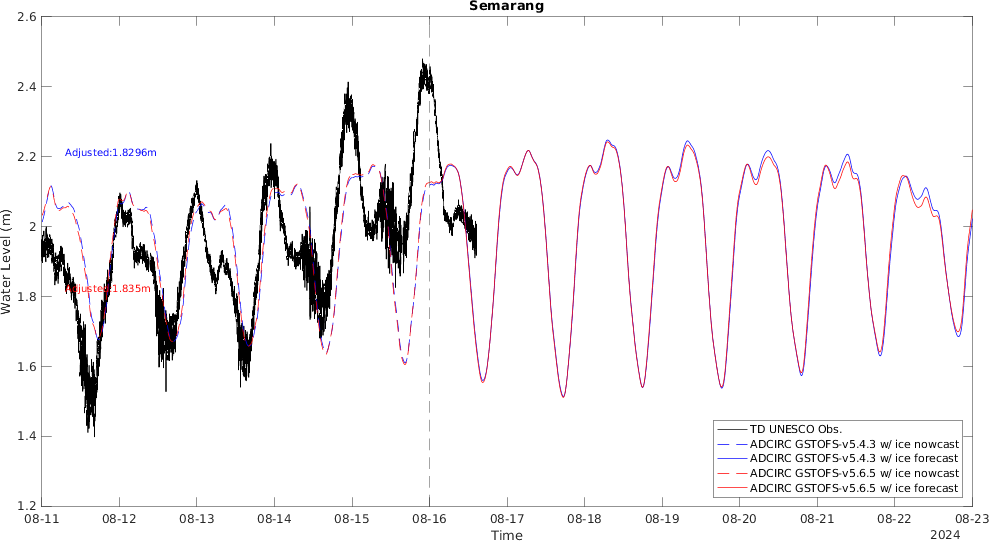 Semarang
2.6
2.4
2.2
2
1.8
1.6
1.4
1.2
Water Level (m)
Adjusted:1.8296m
Adjusted:1.835m
TD UNESCO Obs.
ADCIRC GSTOFS-v5.4.3 w/ ice nowcast
ADCIRC GSTOFS-v5.4.3 w/ ice forecast
ADCIRC GSTOFS-v5.6.5 w/ ice nowcast
ADCIRC GSTOFS-v5.6.5 w/ ice forecast
08-11 08-12 08-13 08-14 08-15 08-16 08-17 08-18 08-19 08-20 08-21 08-22 08-23
Time
2024